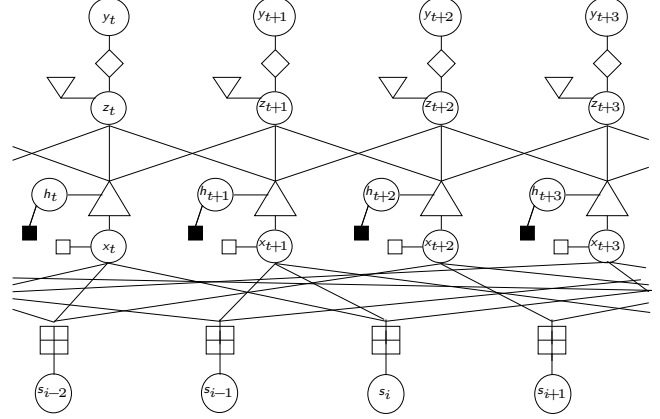 y_t y_{t+1} y_{t+2} y_{t+3}
z_t z_{t+1} z_{t+2} z_{t+3}
h_t h_{t+1} h_{t+2} h_{t+3}
x_t x_{t+1} x_{t+2} x_{t+3}
s_{i−2} s_{i−1} s_i s_{i+1}